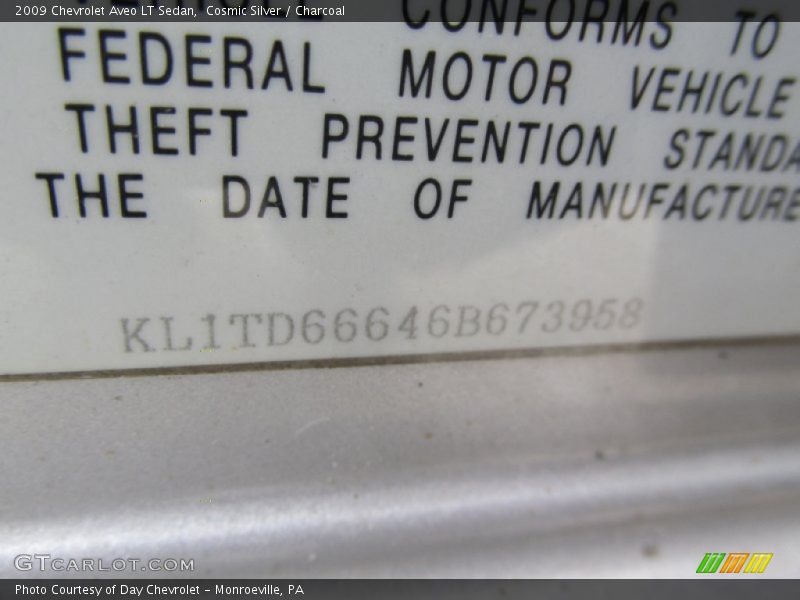 2009 Chevrolet Aveo LT Sedan, Cosmic Silver / Charcoal
CONFORMS TO
FEDERAL MOTOR VEHICLE
THEFT PREVENTION STANDA
THE DATE OF MANUFACTURE
KL1TD66646B673958
GTCARLOT.COM
Photo Courtesy of Day Chevrolet – Monroeville, PA